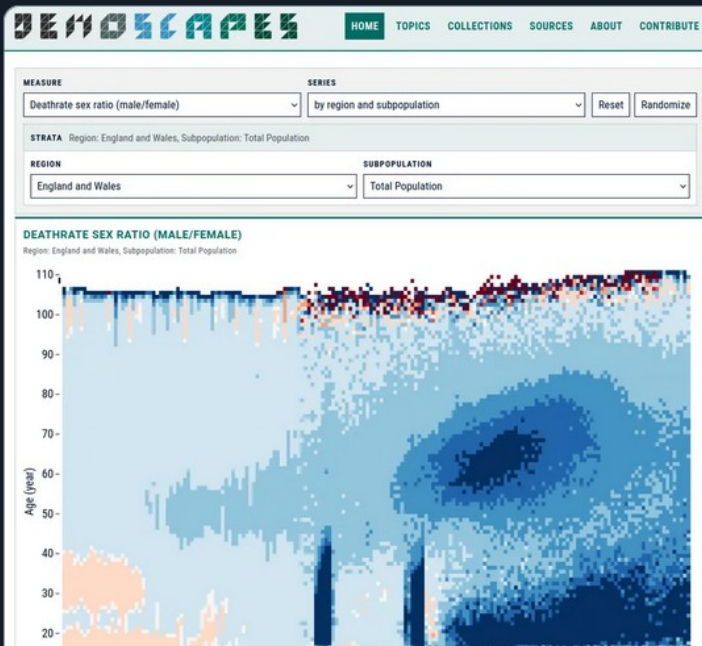 DEMOSCAPES
HOME TOPICS COLLECTIONS SOURCES ABOUT CONTRIBUTE
MEASURE SERIES
Deathrate sex ratio (male/female) by region and subpopulation Reset Randomize
STRATA Region: England and Wales, Subpopulation: Total Population
REGION SUBPOPULATION
England and Wales Total Population
DEATHRATE SEX RATIO (MALE/FEMALE)
Region: England and Wales, Subpopulation: Total Population
110
100
90
80
70
60
50
40
30
20
Age (year)